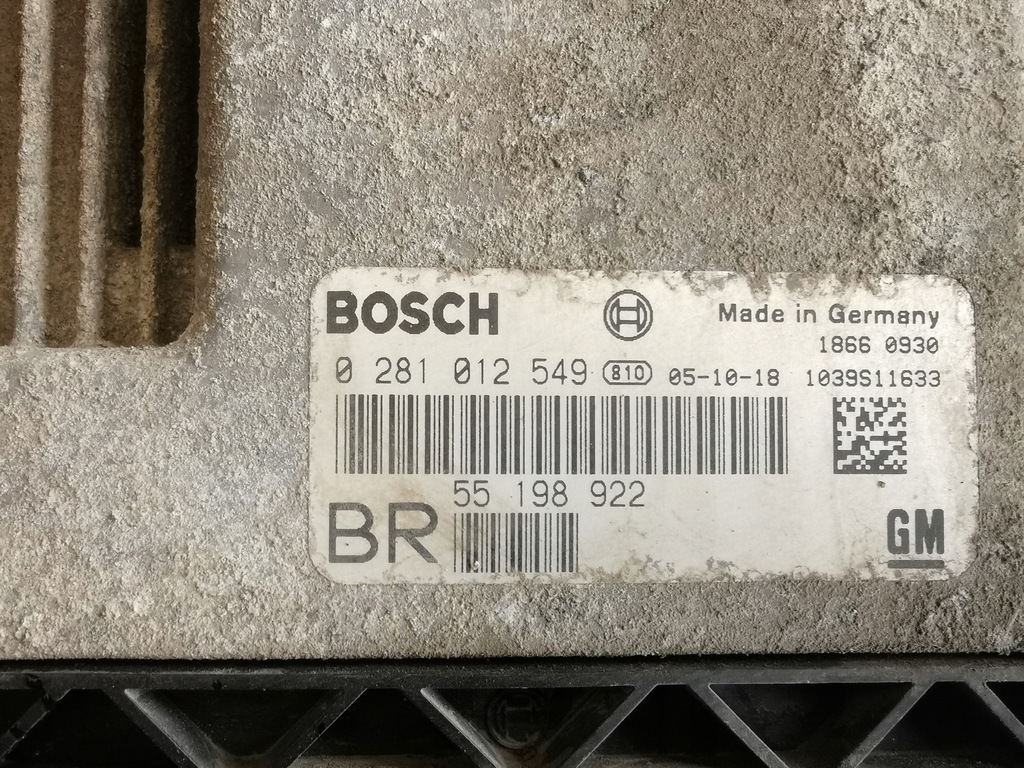 BOSCH
Made in Germany
1866 0930
0 281 012 549 810 05-10-18 1039S11633
55 198 922
BR
GM